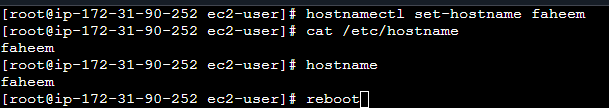 [root@ip-172-31-90-252 ec2-user]# hostnamectl set-hostname faheem
[root@ip-172-31-90-252 ec2-user]# cat /etc/hostname
faheem
[root@ip-172-31-90-252 ec2-user]# hostname
faheem
[root@ip-172-31-90-252 ec2-user]# reboot